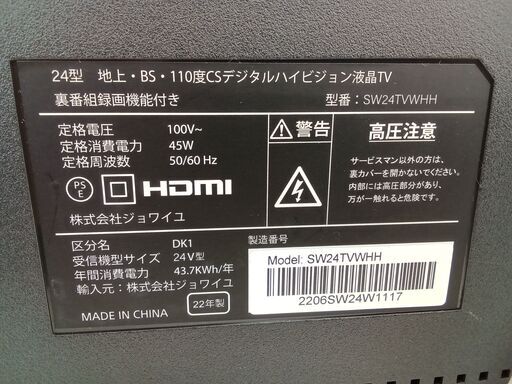 24型 地上・BS・110度CSデジタルハイビジョン液晶TV
裏番組録画機能付き 型番：SW24TVWHH
定格電圧 100V~
定格消費電力 45W
定格周波数 50/60 Hz
PS
E
HDMI
株式会社ジョワイユ
警告
高圧注意
サービスマン以外の方は、
裏カバーを開かないでください。
内部には高圧部分があり、
万が一触れると危険です。
区分名 DK1
受信機型サイズ 24V型
年間消費電力 43.7KWh/年
輸入元：株式会社ジョワイユ
MADE IN CHINA 22年製
製造番号
Model: SW24TVWHH
2206SW24W1117